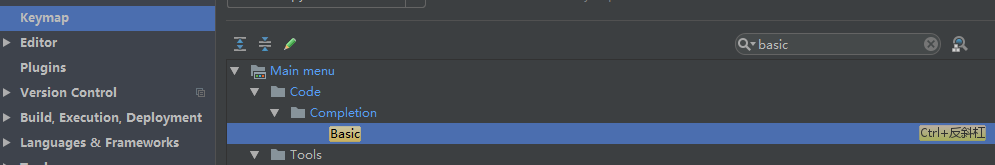 Keymap
Editor
Plugins
Version Control
Build, Execution, Deployment
Languages & Frameworks
basic
Main menu
Code
Completion
Basic Ctrl+反斜杠
Tools